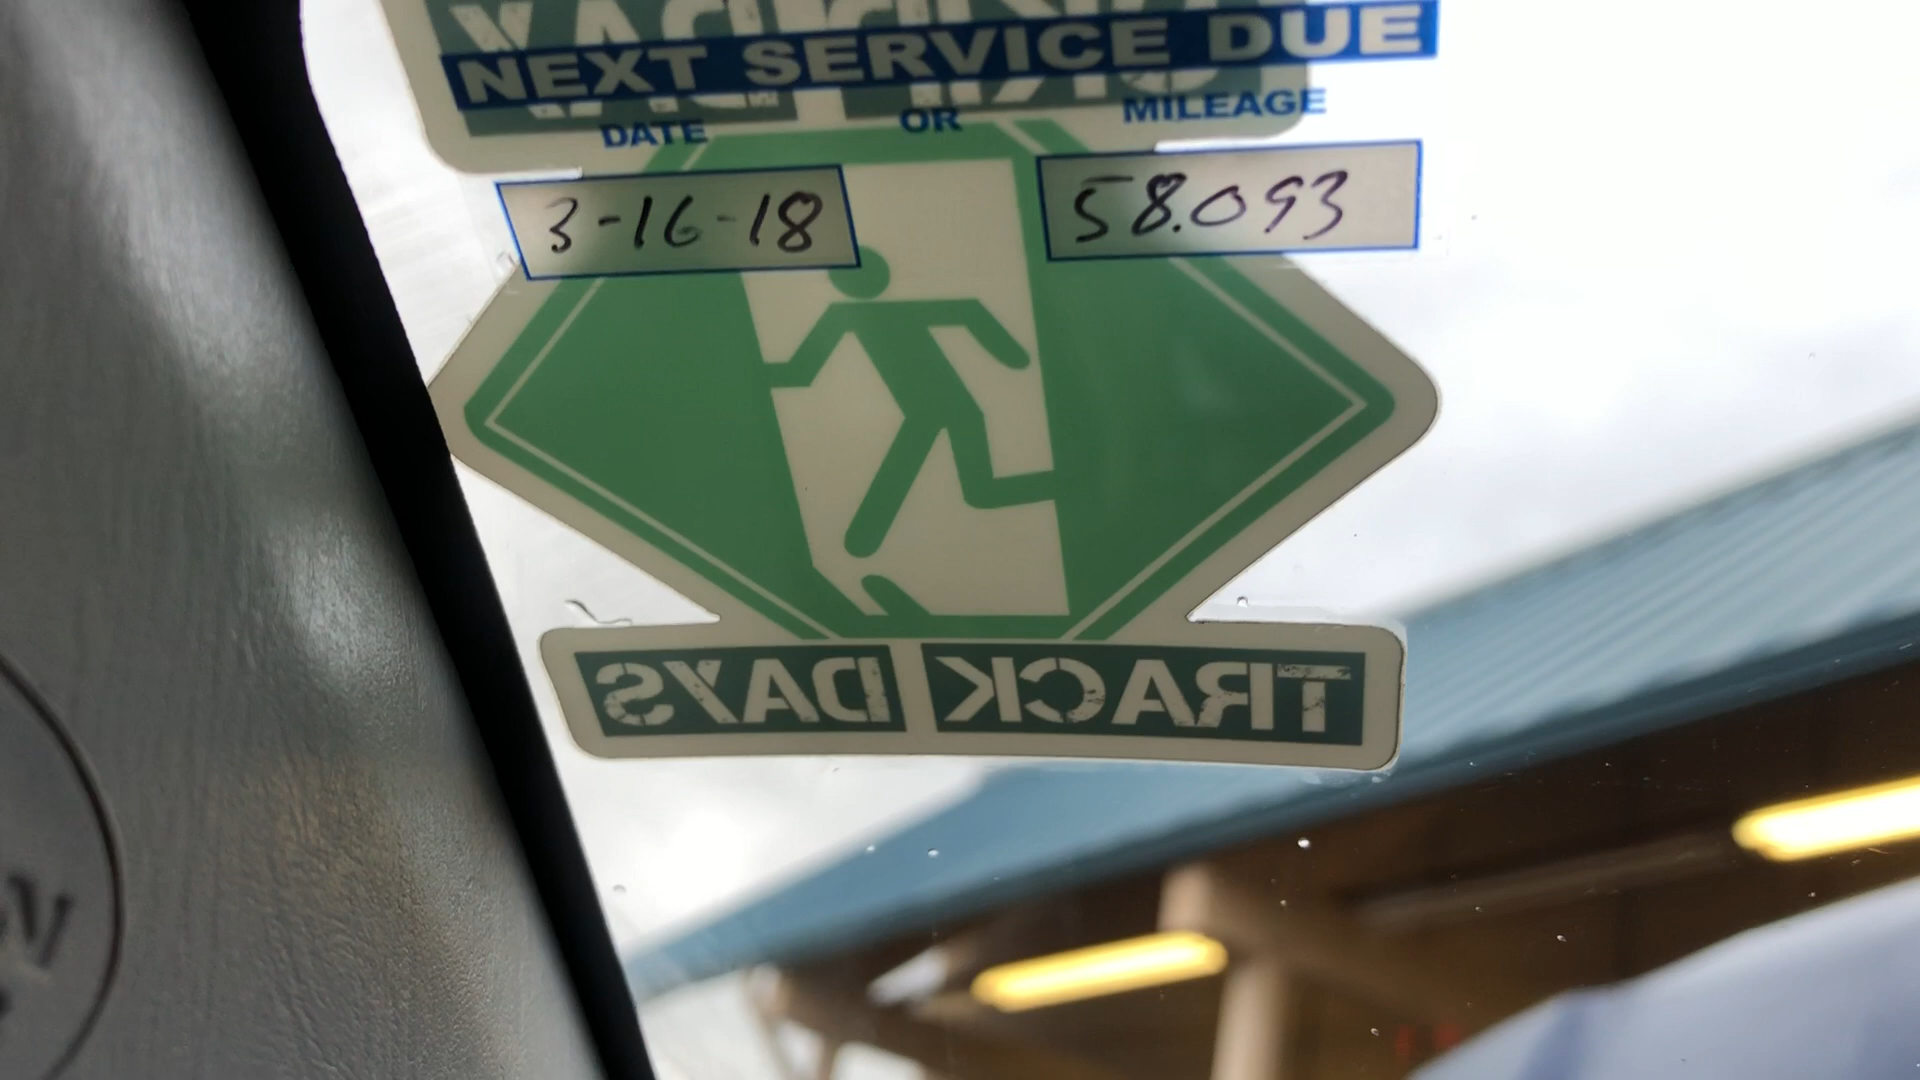 NEXT SERVICE DUE
DATE OR MILEAGE
3-16-18 58.093
TRACK DAYS